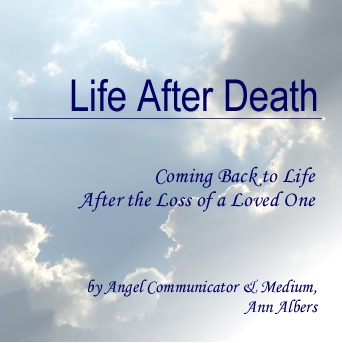 Life After Death
Coming Back to Life
After the Loss of a Loved One
by Angel Communicator & Medium,
Ann Albers